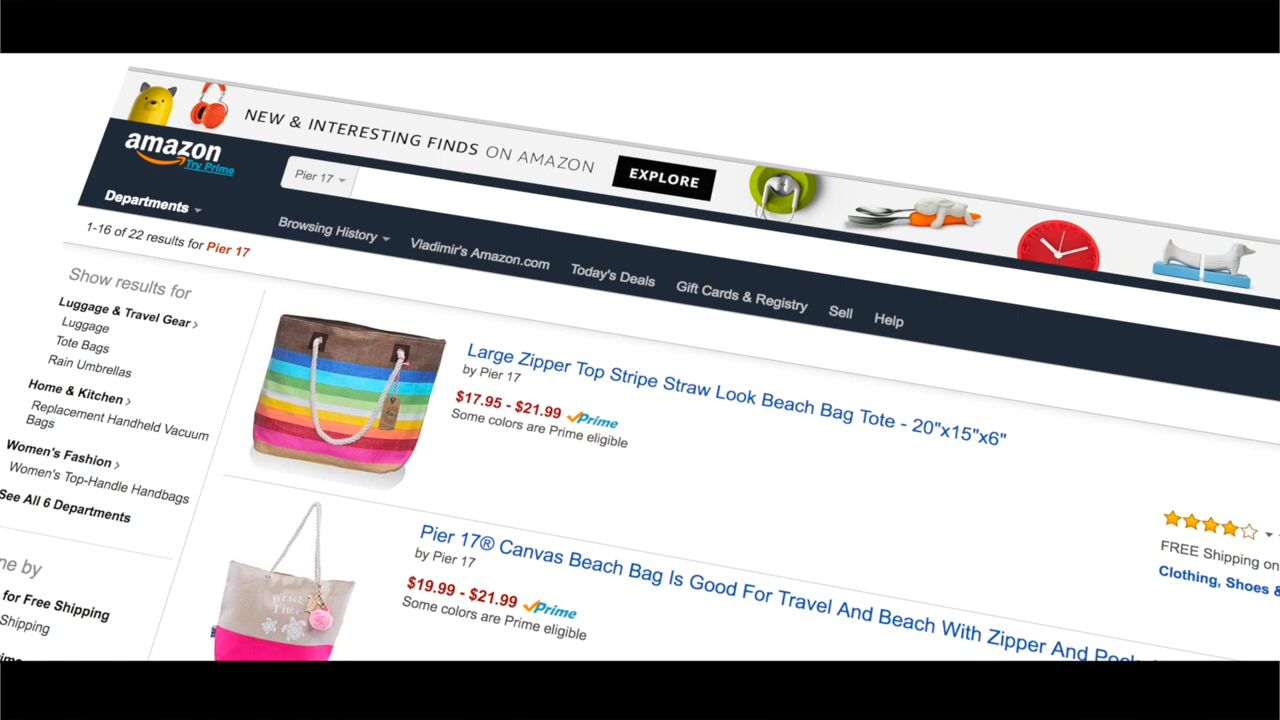 NEW & INTERESTING FINDS ON AMAZON
EXPLORE
amazon
Try Prime
Pier 17
Departments
Browsing History
Vladimir's Amazon.com
Today's Deals
Gift Cards & Registry
Sell
Help
1-16 of 22 results for Pier 17
Show results for
Luggage & Travel Gear
Luggage
Tote Bags
Rain Umbrellas
Home & Kitchen
Replacement Handheld Vacuum
Bags
Women's Fashion
Women's Top-Handle Handbags
See All 6 Departments
for Free Shipping
Shipping
Large Zipper Top Stripe Straw Look Beach Bag Tote - 20"x15"x6"
by Pier 17
$17.95 - $21.99 Prime
Some colors are Prime eligible
FREE Shipping on
Clothing, Shoes &
Beach
Time
Pier 17® Canvas Beach Bag Is Good For Travel And Beach With Zipper And
by Pier 17
$19.99 - $21.99 Prime
Some colors are Prime eligible